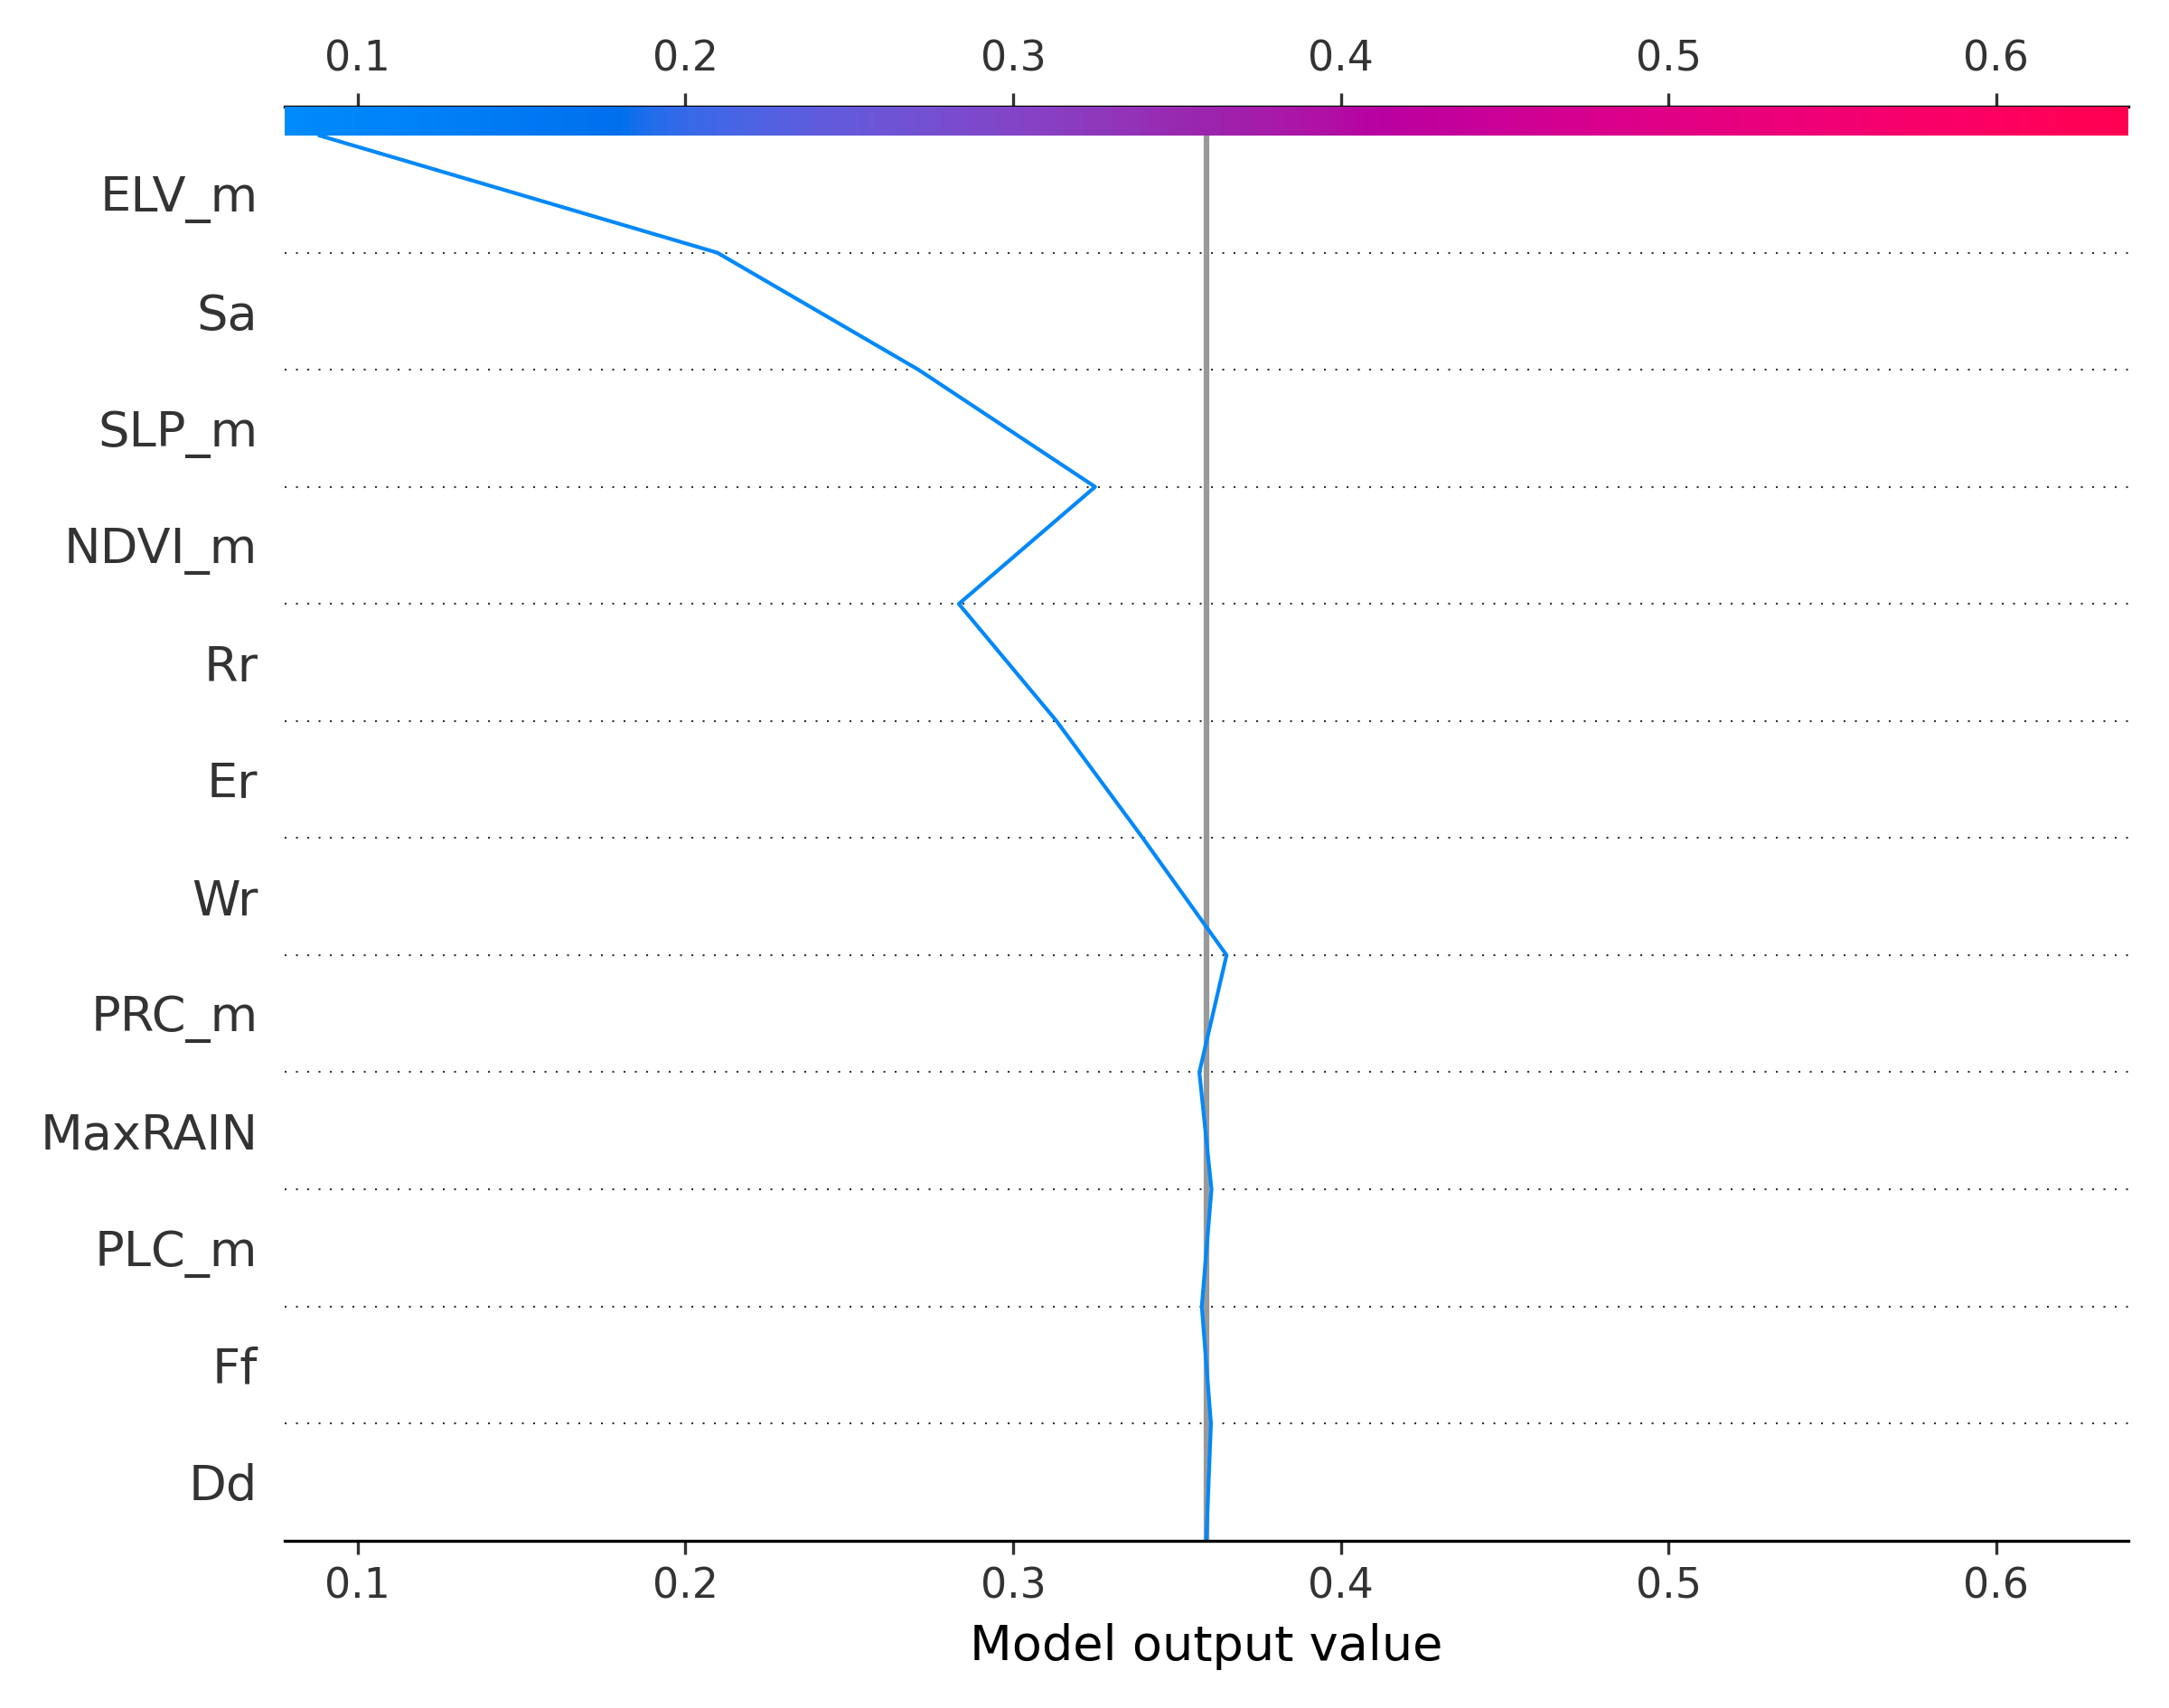 0.1 0.2 0.3 0.4 0.5 0.6
ELV_m
Sa
SLP_m
NDVI_m
Rr
Er
Wr
PRC_m
MaxRAIN
PLC_m
Ff
Dd
0.1 0.2 0.3 0.4 0.5 0.6
Model output value